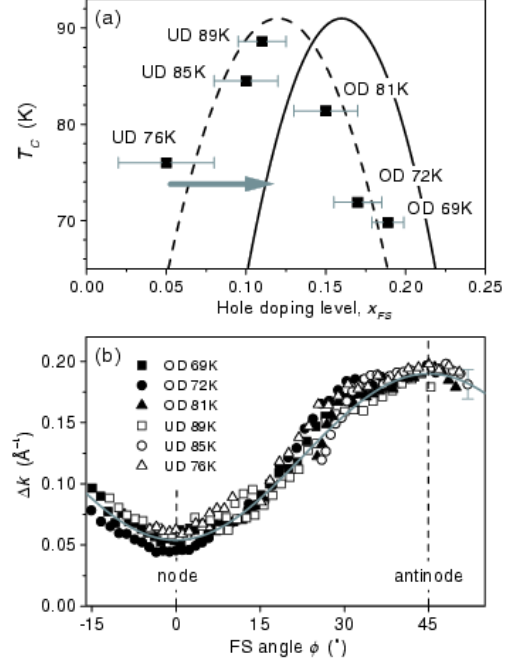 (a)
90
80
70
T_C (K)
UD 89K
UD 85K
UD 76K
OD 81K
OD 72K
OD 69K
0.00 0.05 0.10 0.15 0.20 0.25
Hole doping level, x_FS
(b)
0.20
0.15
0.10
0.05
0.00
Δk (Å⁻¹)
OD 69K
OD 72K
OD 81K
UD 89K
UD 85K
UD 76K
node
antinode
-15 0 15 30 45
FS angle ϕ (°)